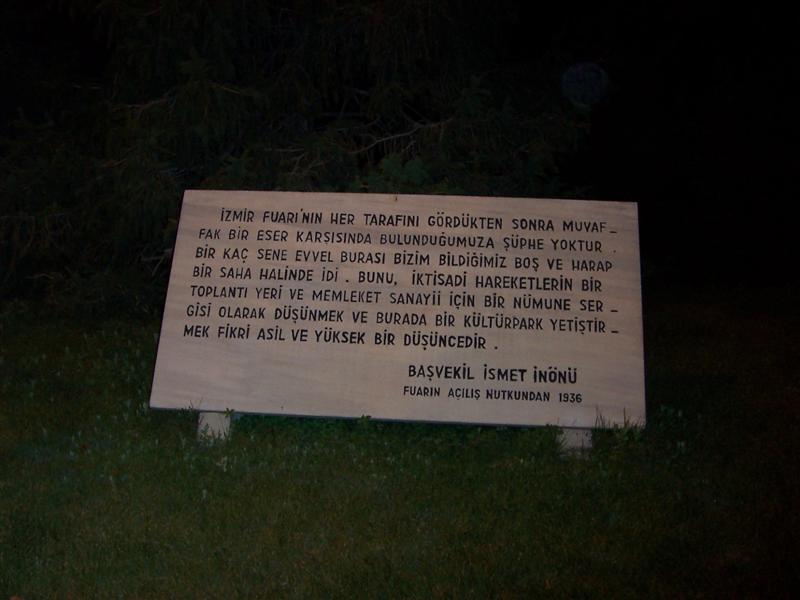 İZMİR FUARI'NIN HER TARAFINI GÖRDÜKTEN SONRA MUVAF_
FAK BİR ESER KARŞISINDA BULUNDUĞUMUZA ŞÜPHE YOKTUR .
BİR KAÇ SENE EVVEL BURASI BİZİM BİLDİĞİMİZ BOŞ VE HARAP
BİR SAHA HALİNDE İDİ . BUNU, İKTİSADİ HAREKETLERİN BİR
TOPLANTI YERİ VE MEMLEKET SANAYİİ İÇİN BİR NÜMUNE SER _
GİSİ OLARAK DÜŞÜNMEK VE BURADA BİR KÜLTÜRPARK YETİŞTİR _
MEK FİKRİ ASİL VE YÜKSEK BİR DÜŞÜNCEDİR .
BAŞVEKİL İSMET İNÖNÜ
FUARIN AÇILIŞ NUTKUNDAN 1936